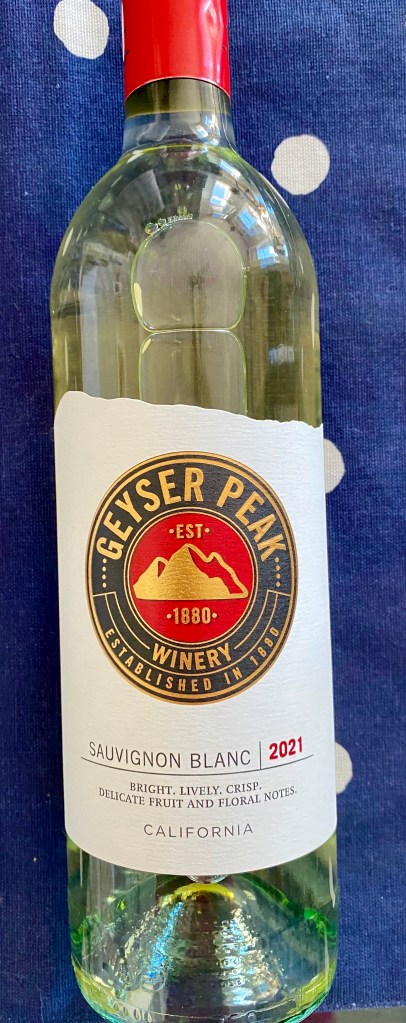 GEYSER PEAK
·EST·
·1880·
WINERY
ESTABLISHED IN 1880
SAUVIGNON BLANC | 2021
BRIGHT. LIVELY. CRISP.
DELICATE FRUIT AND FLORAL NOTES.
CALIFORNIA